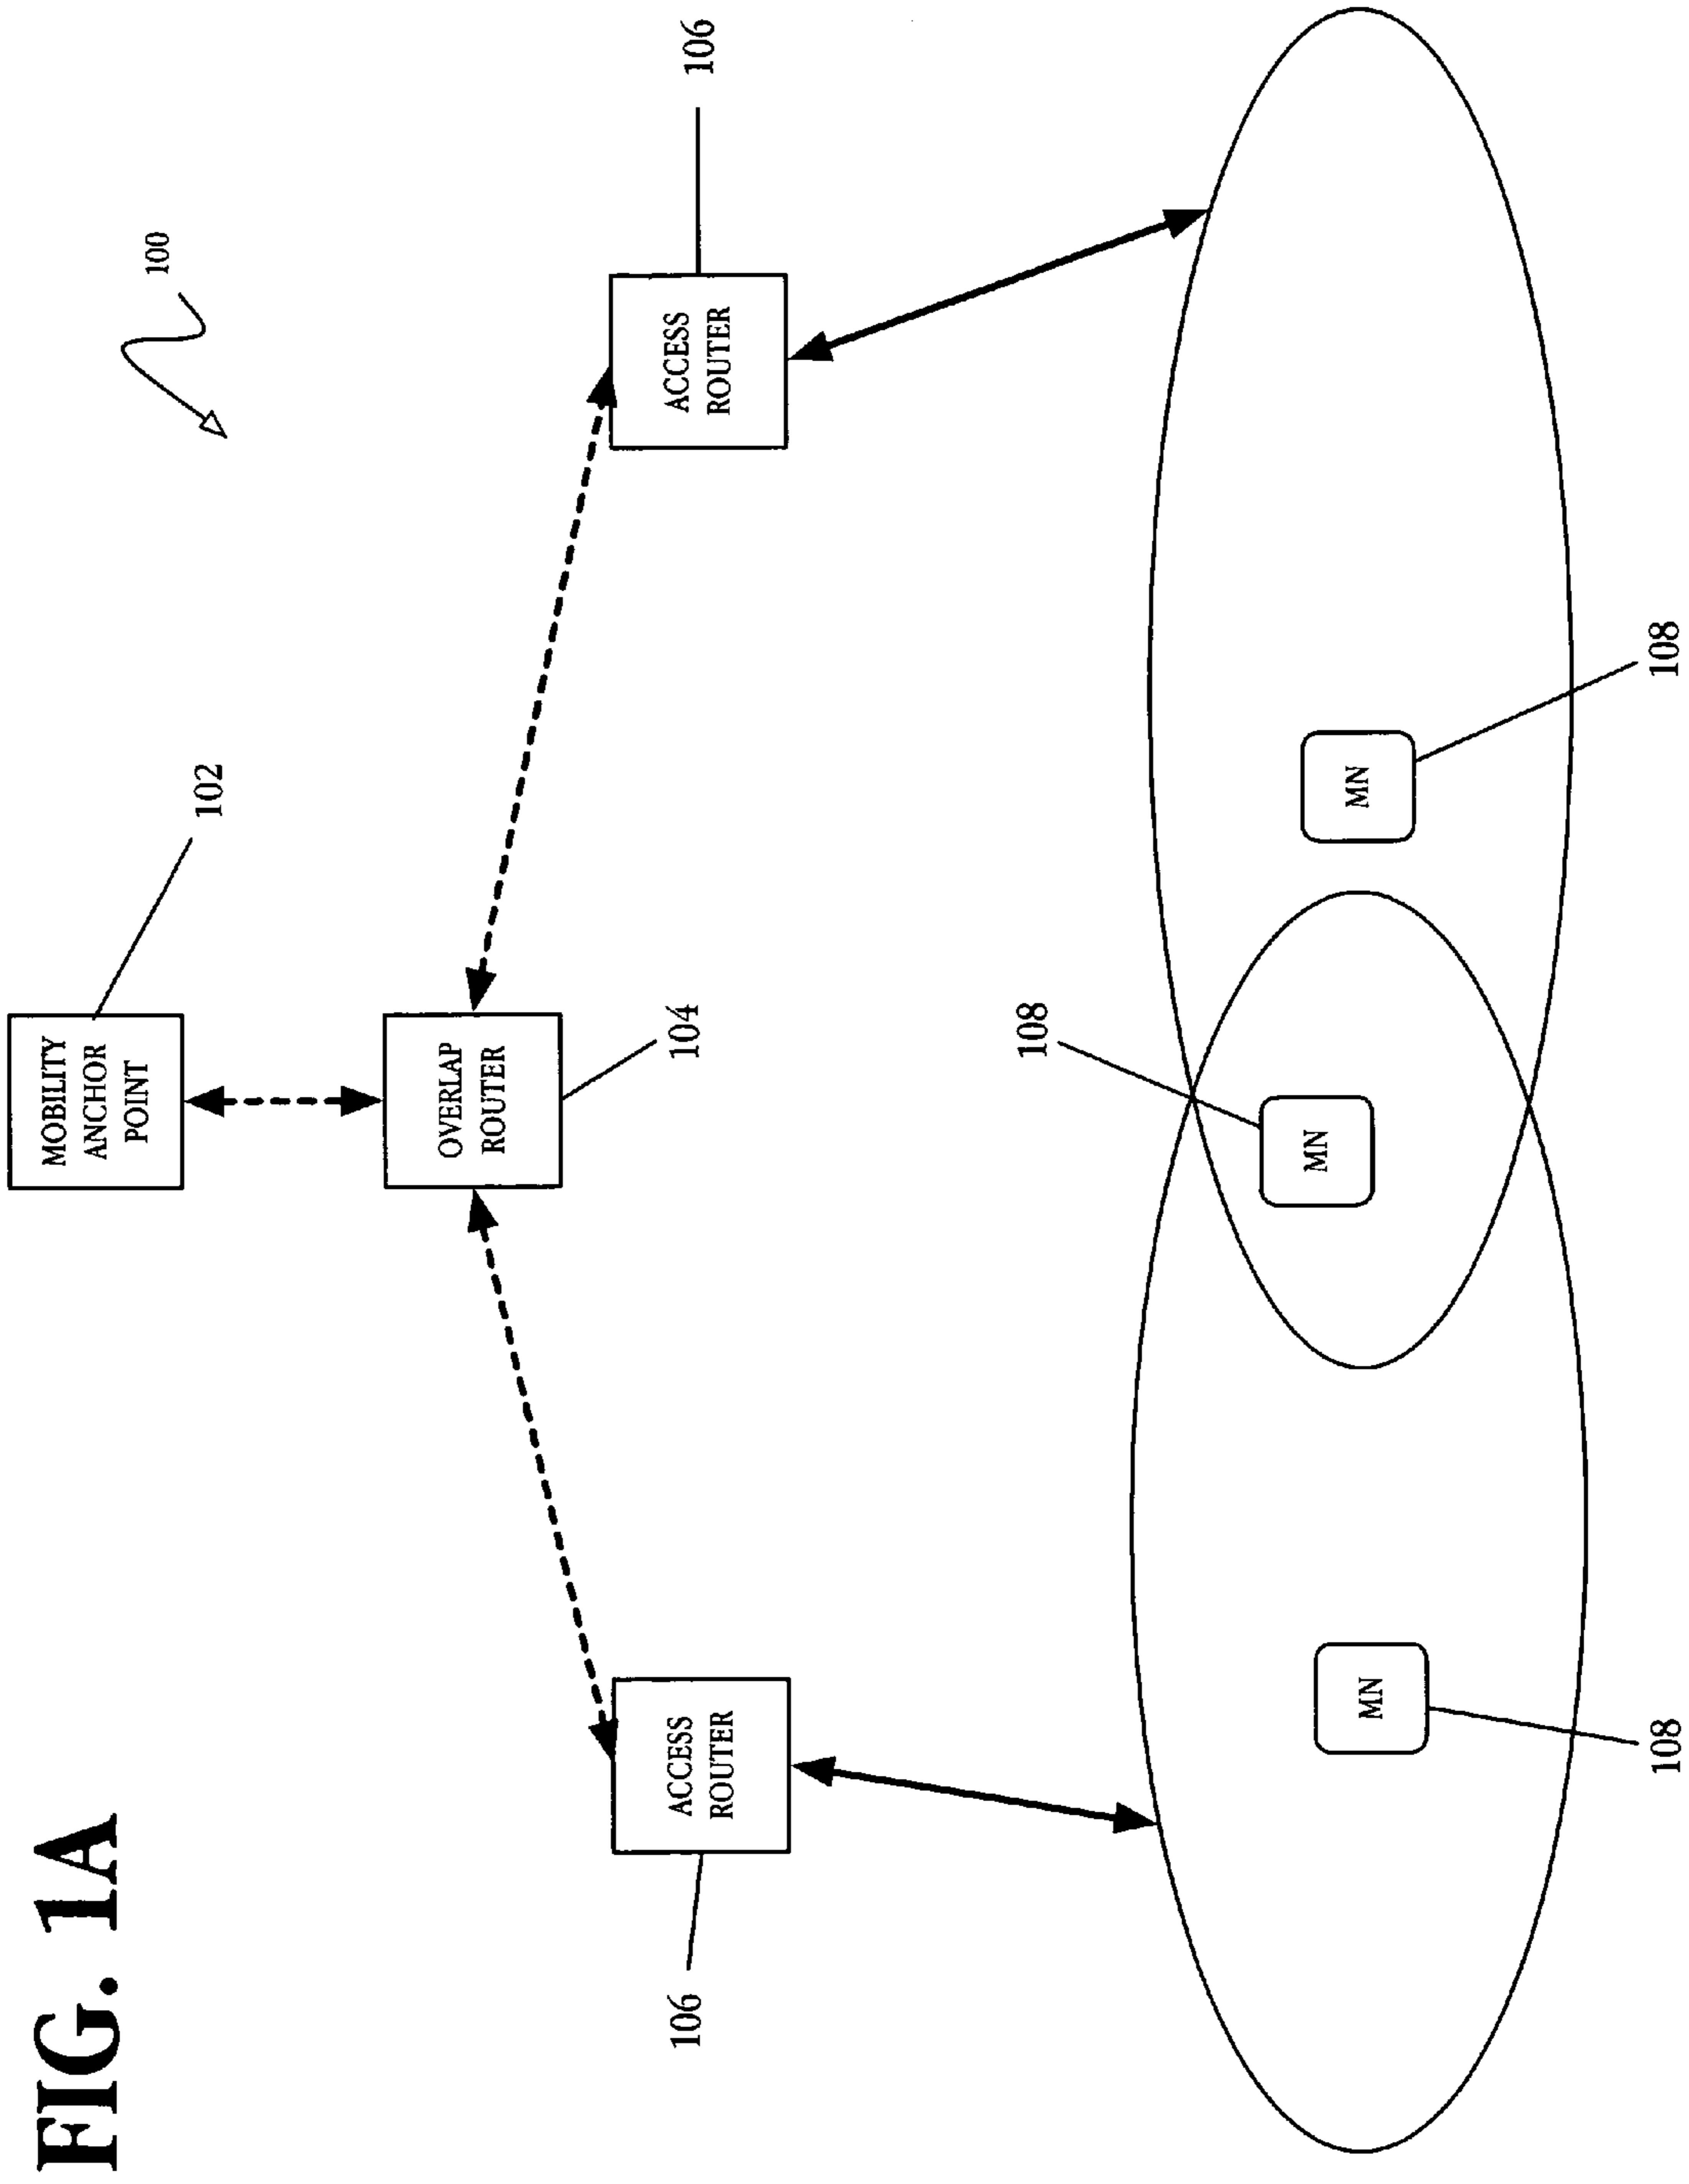 FIG. 1A
100
MOBILITY
ANCHOR
POINT
102
OVERLAP
ROUTER
104
106
ACCESS
ROUTER
ACCESS
ROUTER
106
108
MN
MN
MN
108
108